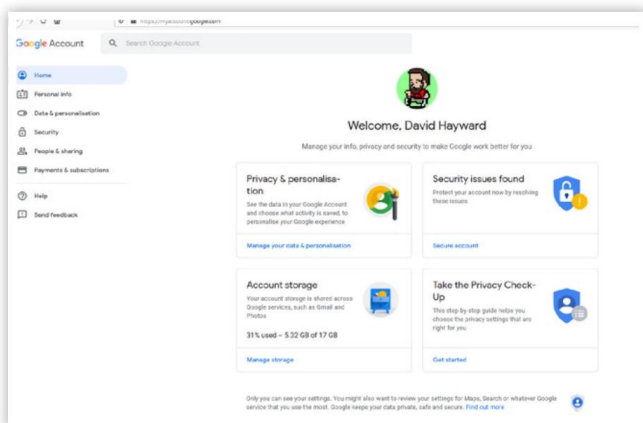 https://myaccount.google.com
Google Account
Search Google Account
Home
Personal info
Data & personalisation
Security
People & sharing
Payments & subscriptions
Help
Send feedback
Welcome, David Hayward
Manage your info, privacy and security to make Google work better for you
Privacy & personalisa-
tion
See the data in your Google Account
and choose what activity is saved, to
personalise your Google experience
Manage your data & personalisation
Security issues found
Protect your account now by resolving
these issues
Secure account
Account storage
Your account storage is shared across
Google services, such as Gmail and
Photos
31% used – 5.32 GB of 17 GB
Manage storage
Take the Privacy Check-
Up
This step-by-step guide helps you
choose the privacy settings that are
right for you
Get started
Only you can see your settings. You might also want to review your settings for Maps, Search or whatever Google
service that you use the most. Google keeps your data private, safe and secure. Find out more